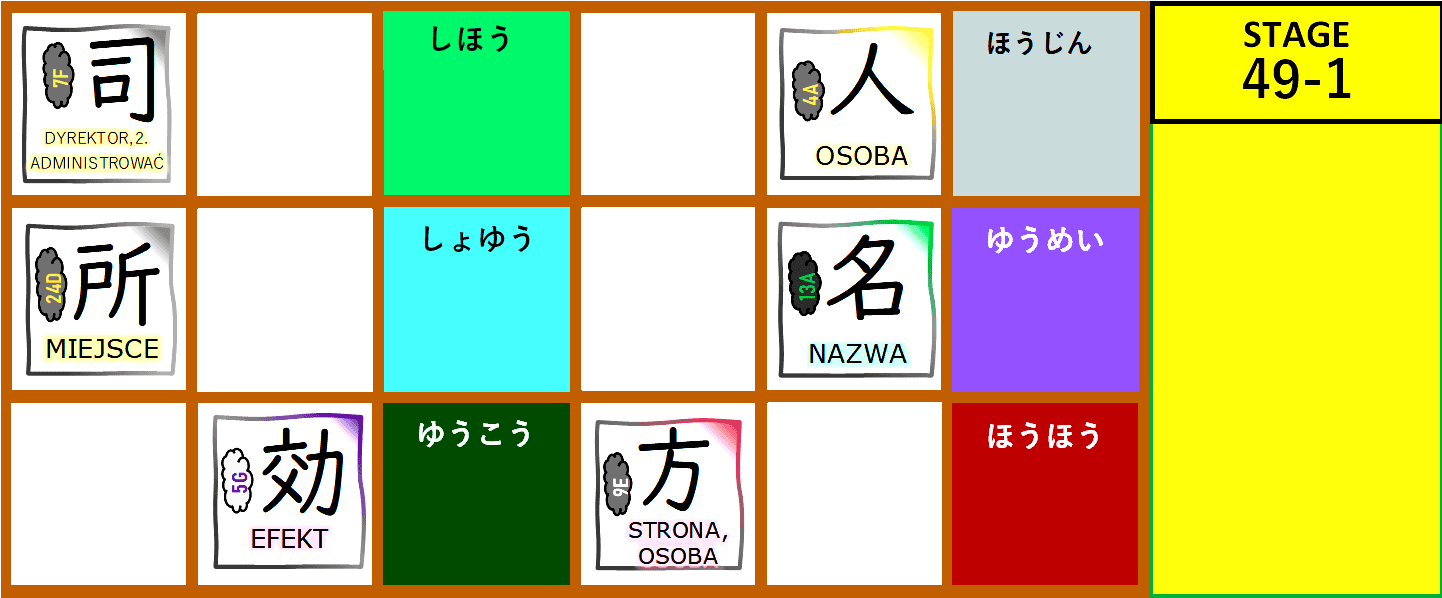 7F
司
DYREKTOR,2.
ADMINISTROWAĆ
しほう
4A
人
OSOBA
ほうじん
STAGE
49-1
24D
所
MIEJSCE
しょゆう
13A
名
NAZWA
ゆうめい
5G
効
EFEKT
ゆうこう
9E
方
STRONA,
OSOBA
ほうほう